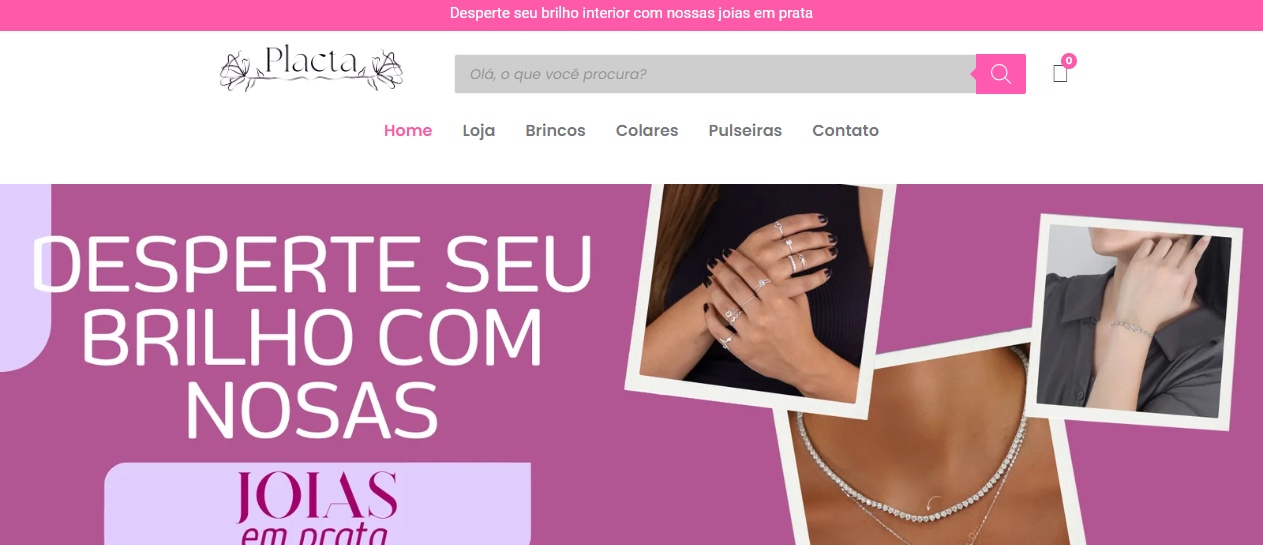 Desperte seu brilho interior com nossas joias em prata
Placta
Olá, o que você procura?
0
Home Loja Brincos Colares Pulseiras Contato
DESPERTE SEU
BRILHO COM
NOSAS
JOIAS
em prata